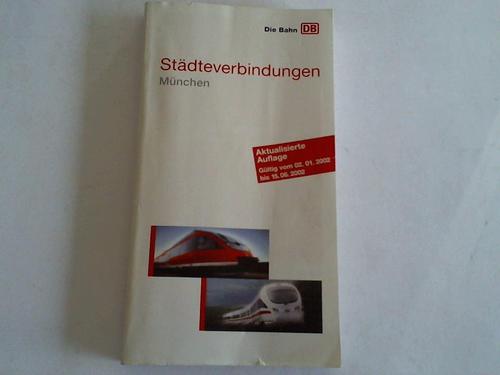 Die Bahn DB
Städteverbindungen
München
Aktualisierte
Auflage
Gültig vom 02. 01. 2002
bis 15. 06. 2002